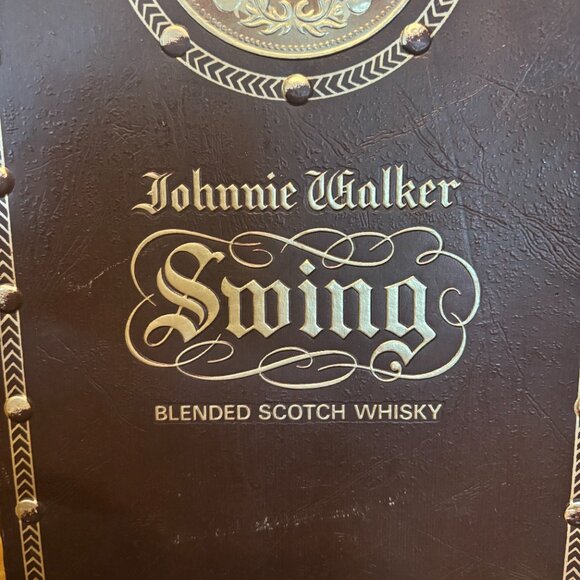 Johnnie Walker
Swing
BLENDED SCOTCH WHISKY